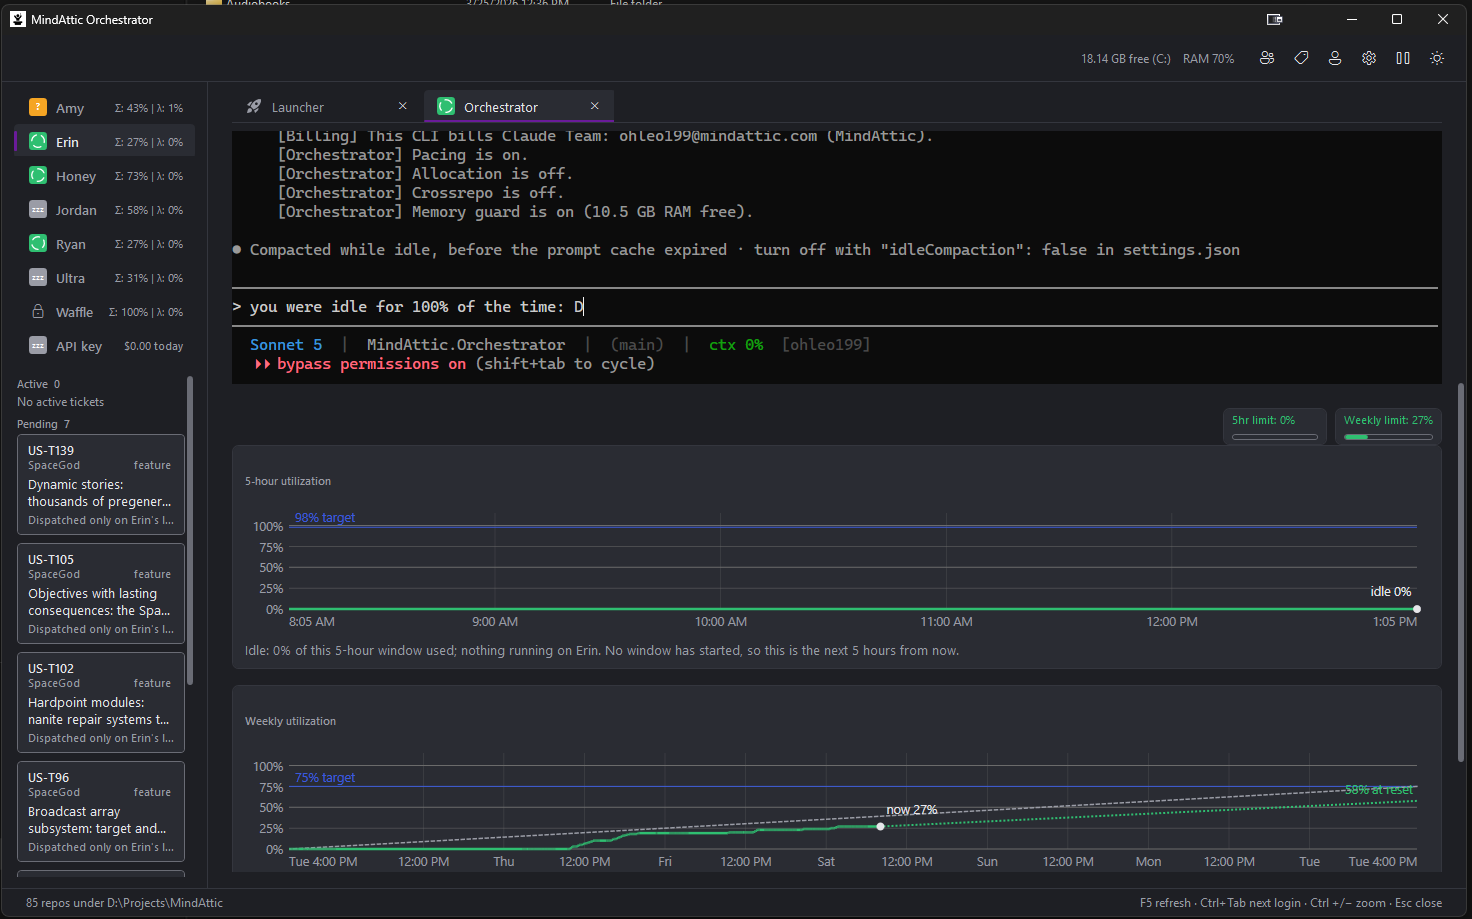 MindAttic Orchestrator
18.14 GB free (C:) RAM 70%
Amy Σ: 43% | λ: 1%
Erin Σ: 27% | λ: 0%
Honey Σ: 73% | λ: 0%
Jordan Σ: 58% | λ: 0%
Ryan Σ: 27% | λ: 0%
Ultra Σ: 31% | λ: 0%
Waffle Σ: 100% | λ: 0%
API key $0.00 today
Active 0
No active tickets
Pending 7
US-T139
SpaceGod feature
Dynamic stories:
thousands of pregener...
Dispatched only on Erin's l...
US-T105
SpaceGod feature
Objectives with lasting
consequences: the Spa...
Dispatched only on Erin's l...
US-T102
SpaceGod feature
Hardpoint modules:
nanite repair systems t...
Dispatched only on Erin's l...
US-T96
SpaceGod feature
Broadcast array
subsystem: target and...
Dispatched only on Erin's l...
Launcher
Orchestrator
[Billing] This CLI bills Claude Team: ohleo199@mindattic.com (MindAttic).
[Orchestrator] Pacing is on.
[Orchestrator] Allocation is off.
[Orchestrator] Crossrepo is off.
[Orchestrator] Memory guard is on (10.5 GB RAM free).
● Compacted while idle, before the prompt cache expired · turn off with "idleCompaction": false in settings.json
> you were idle for 100% of the time: D
Sonnet 5 | MindAttic.Orchestrator | (main) | ctx 0% [ohleo199]
bypass permissions on (shift+tab to cycle)
5hr limit: 0%
Weekly limit: 27%
5-hour utilization
98% target
100%
75%
50%
25%
0%
idle 0%
8:05 AM 9:00 AM 10:00 AM 11:00 AM 12:00 PM 1:05 PM
Idle: 0% of this 5-hour window used; nothing running on Erin. No window has started, so this is the next 5 hours from now.
Weekly utilization
100%
75% target
75%
58% at reset
50%
now 27%
25%
0%
Tue 4:00 PM 12:00 PM Thu 12:00 PM Fri 12:00 PM Sat 12:00 PM Sun 12:00 PM Mon 12:00 PM Tue Tue 4:00 PM
85 repos under D:\Projects\MindAttic
F5 refresh · Ctrl+Tab next login · Ctrl +/− zoom · Esc close